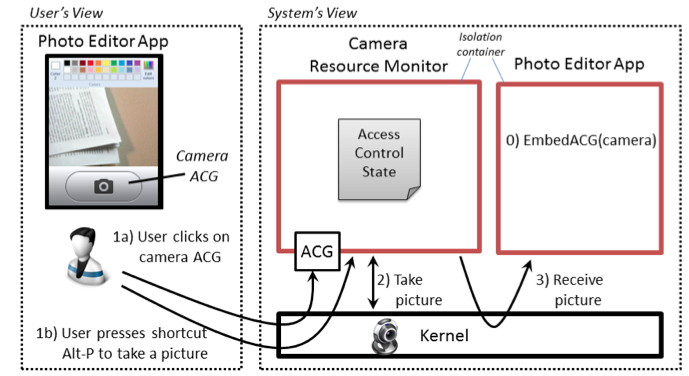 User's View
Photo Editor App
Camera
ACG
1a) User clicks on
camera ACG
1b) User presses shortcut
Alt-P to take a picture
System's View
Camera
Resource Monitor
Isolation
container
Photo Editor App
Access
Control
State
0) EmbedACG(camera)
ACG
2) Take
picture
3) Receive
picture
Kernel